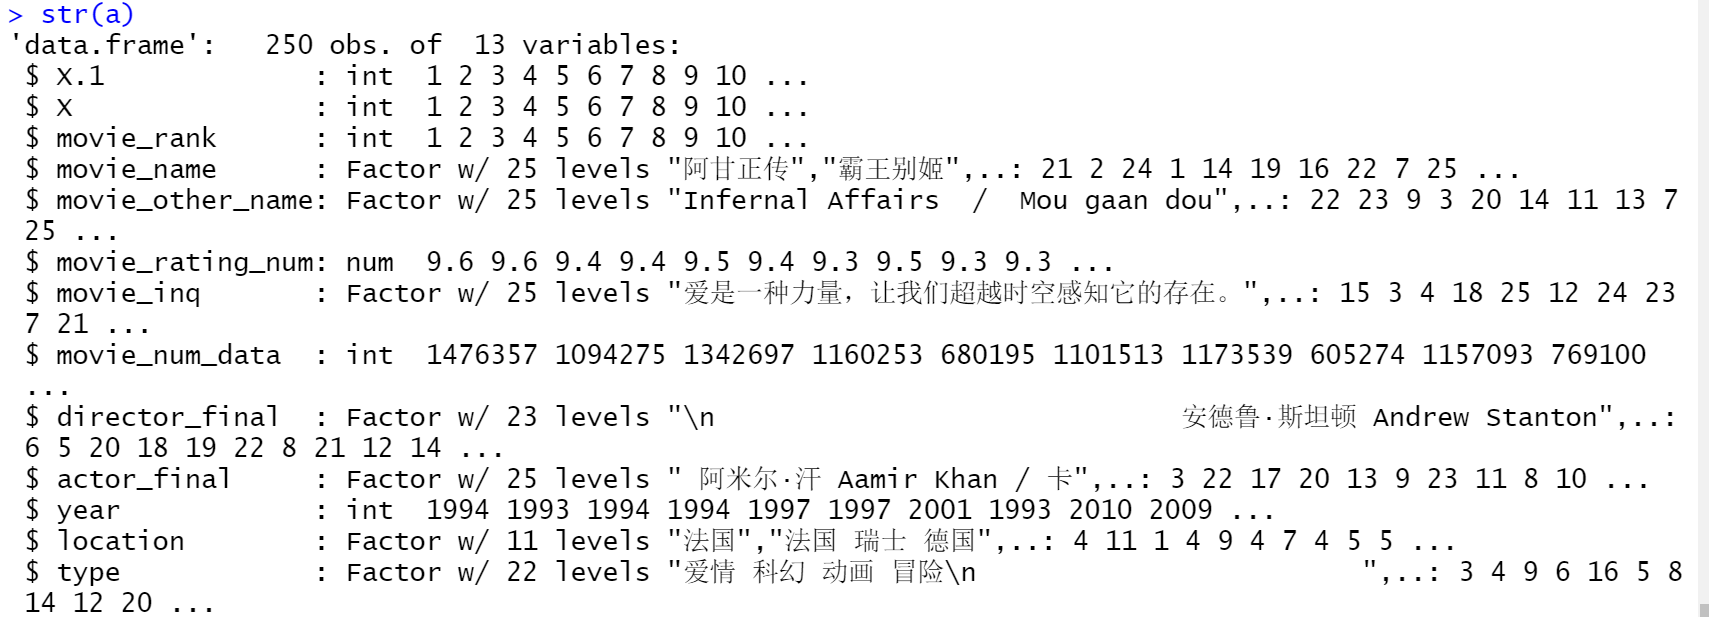 > str(a)
'data.frame':   250 obs. of  13 variables:
 $ X.1             : int  1 2 3 4 5 6 7 8 9 10 ...
 $ X               : int  1 2 3 4 5 6 7 8 9 10 ...
 $ movie_rank      : int  1 2 3 4 5 6 7 8 9 10 ...
 $ movie_name      : Factor w/ 25 levels "阿甘正传","霸王别姬",..: 21 2 24 1 14 19 16 22 7 25 ...
 $ movie_other_name: Factor w/ 25 levels "Infernal Affairs  /  Mou gaan dou",..: 22 23 9 3 20 14 11 13 7
 25 ...
 $ movie_rating_num: num  9.6 9.6 9.4 9.4 9.5 9.4 9.3 9.5 9.3 9.3 ...
 $ movie_inq       : Factor w/ 25 levels "爱是一种力量，让我们超越时空感知它的存在。",..: 15 3 4 18 25 12 24 23
 7 21 ...
 $ movie_num_data  : int  1476357 1094275 1342697 1160253 680195 1101513 1173539 605274 1157093 769100
 ...
 $ director_final  : Factor w/ 23 levels "\n                             安德鲁·斯坦顿 Andrew Stanton",..:
 6 5 20 18 19 22 8 21 12 14 ...
 $ actor_final     : Factor w/ 25 levels " 阿米尔·汗 Aamir Khan / 卡",..: 3 22 17 20 13 9 23 11 8 10 ...
 $ year            : int  1994 1993 1994 1994 1997 1997 2001 1993 2010 2009 ...
 $ location        : Factor w/ 11 levels "法国","法国 瑞士 德国",..: 4 11 1 4 9 4 7 4 5 5 ...
 $ type            : Factor w/ 22 levels "爱情 科幻 动画 冒险\n                        ",..: 3 4 9 6 16 5 8
 14 12 20 ...